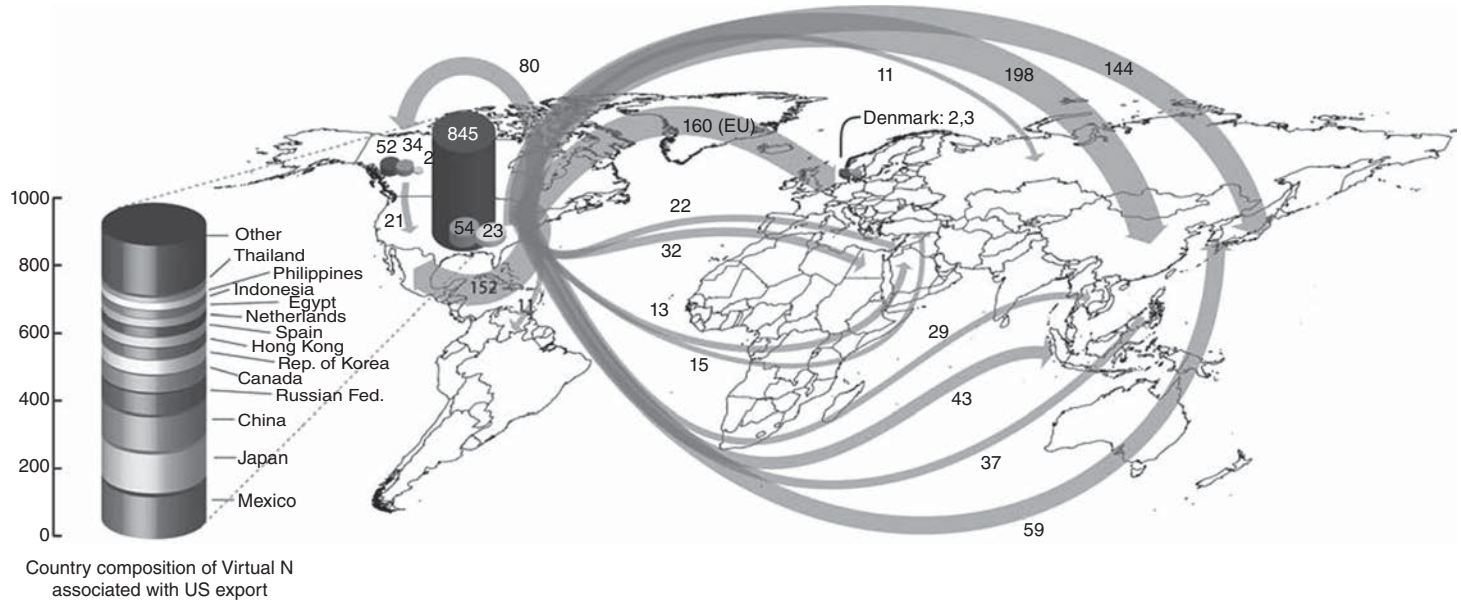 80
11
198
144
160 (EU)
Denmark: 2,3
845
52
34
2
1000
21
54
23
22
32
Other
Thailand
800
Philippines
Indonesia
152
Egypt
11
13
Netherlands
600
Spain
29
Hong Kong
Rep. of Korea
15
Canada
400
Russian Fed.
43
China
Japan
37
200
Mexico
0
59
Country composition of Virtual N
associated with US export